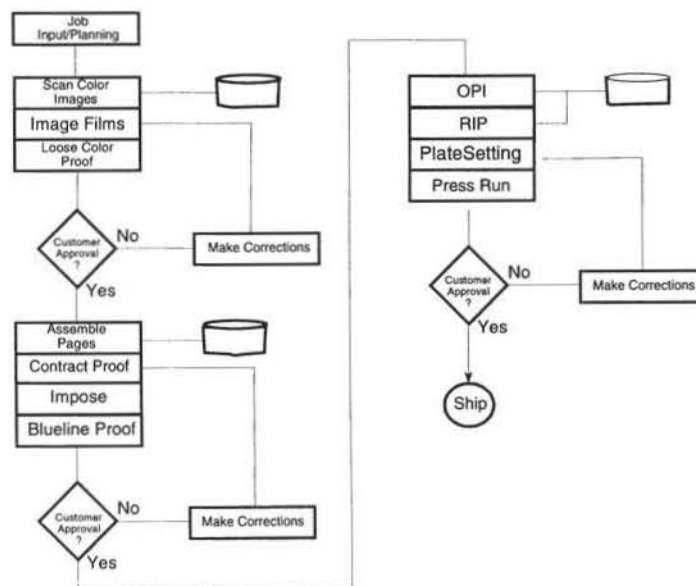 Job
Input/Planning
Scan Color
Images
Image Films
Loose Color
Proof
Customer
Approval
?
No
Make Corrections
Yes
Assemble
Pages
Contract Proof
Impose
Blueline Proof
Customer
Approval
?
No
Make Corrections
Yes
OPI
RIP
PlateSetting
Press Run
Customer
Approval
?
No
Make Corrections
Yes
Ship